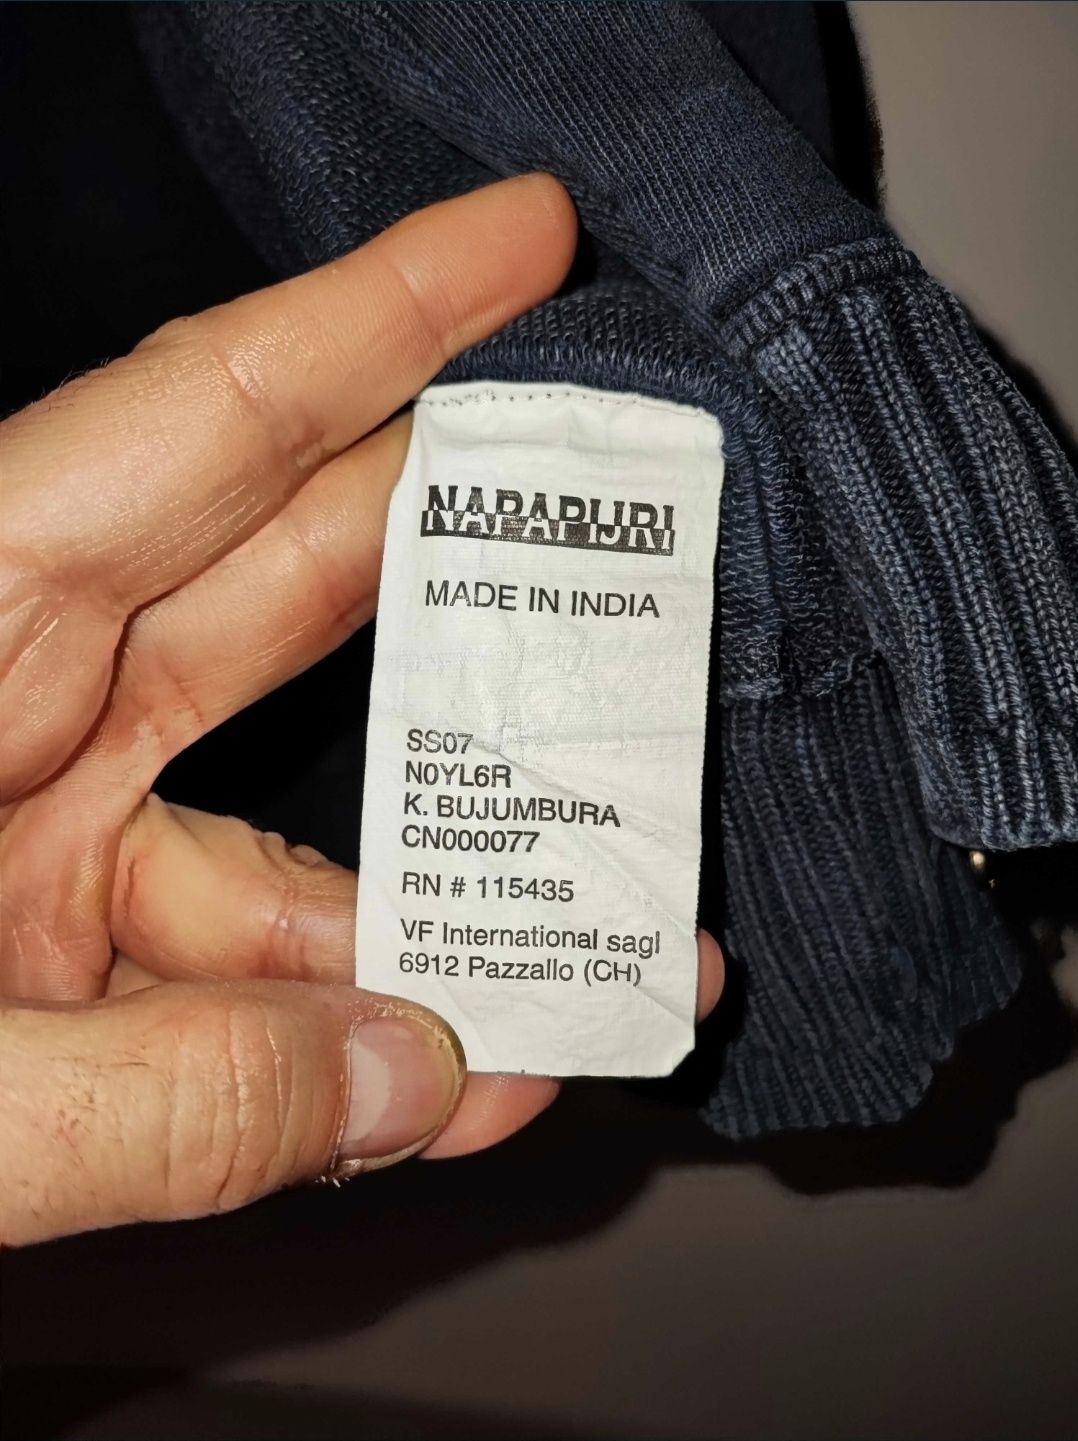 NAPAPIJRI
MADE IN INDIA
SS07
N0YL6R
K. BUJUMBURA
CN000077
RN # 115435
VF International sagl
6912 Pazzallo (CH)